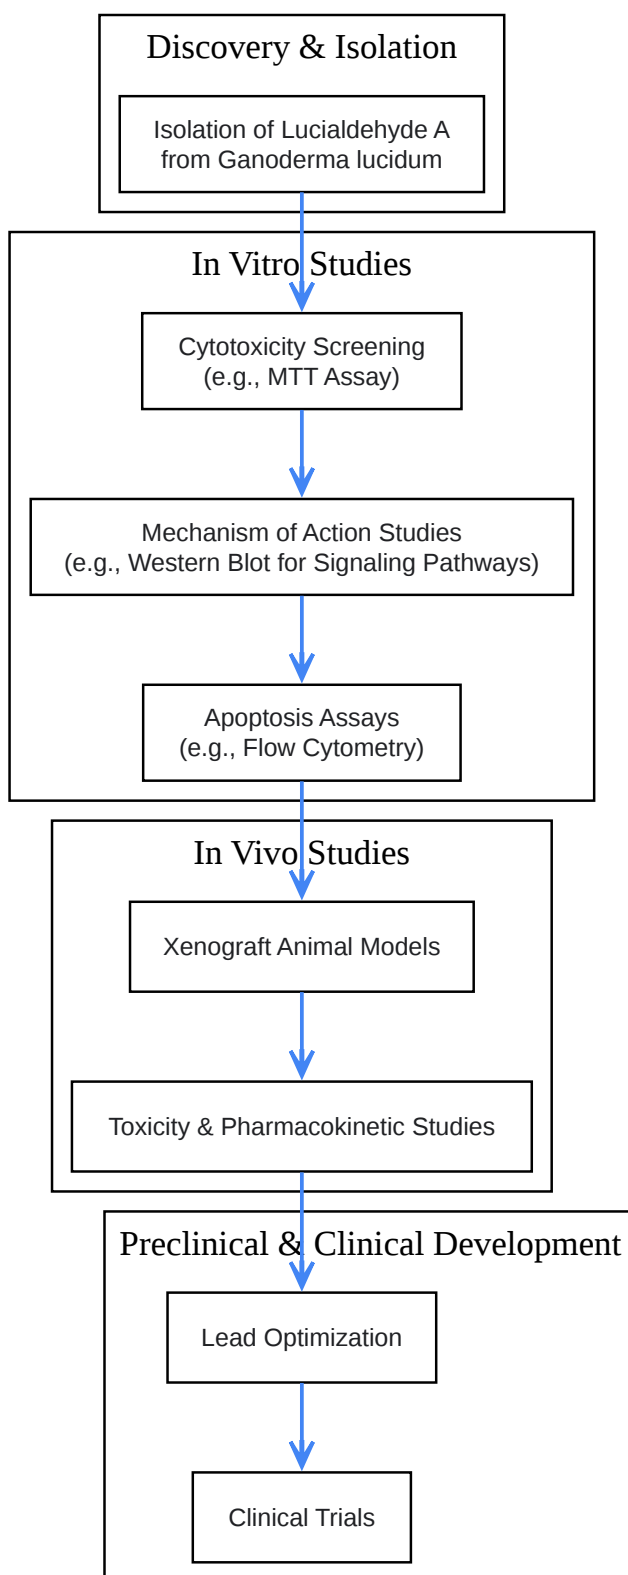 Discovery & Isolation
Isolation of Lucialdehyde A
from Ganoderma lucidum
In Vitro Studies
Cytotoxicity Screening
(e.g., MTT Assay)
Mechanism of Action Studies
(e.g., Western Blot for Signaling Pathways)
Apoptosis Assays
(e.g., Flow Cytometry)
In Vivo Studies
Xenograft Animal Models
Toxicity & Pharmacokinetic Studies
Preclinical & Clinical Development
Lead Optimization
Clinical Trials